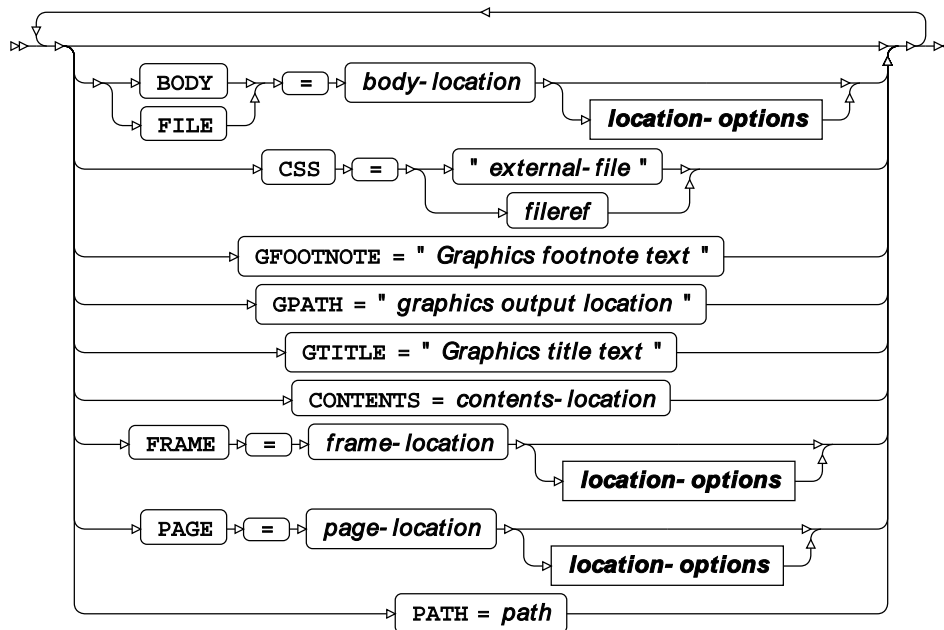 BODY = body-location
FILE location-options
CSS = " external-file "
fileref
GFOOTNOTE = " Graphics footnote text "
GPATH = " graphics output location "
GTITLE = " Graphics title text "
CONTENTS = contents-location
FRAME = frame-location
location-options
PAGE = page-location
location-options
PATH = path